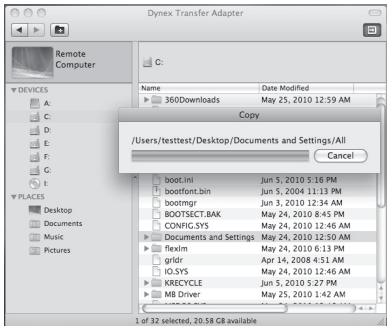 Dynex Transfer Adapter
Remote
Computer
C:
DEVICES
A:
C:
D:
E:
F:
G:
I:
PLACES
Desktop
Documents
Music
Pictures
Name Date Modified
360Downloads May 25, 2010 12:59 AM
Copy
/Users/testtest/Desktop/Documents and Settings/All
Cancel
boot.ini Jun 5, 2010 5:16 PM
bootfont.bin Jun 5, 2004 11:13 PM
bootmgr Jun 3, 2010 12:34 AM
BOOTSECT.BAK May 24, 2010 8:45 PM
CONFIG.SYS May 24, 2010 12:46 AM
Documents and Settings May 24, 2010 12:50 AM
flexlm May 24, 2010 6:13 PM
grldr Apr 14, 2008 4:51 AM
IO.SYS May 24, 2010 12:46 AM
KRECYCLE Jun 5, 2010 5:27 PM
MB Driver May 25, 2010 1:42 AM
1 of 32 selected, 20.58 GB available